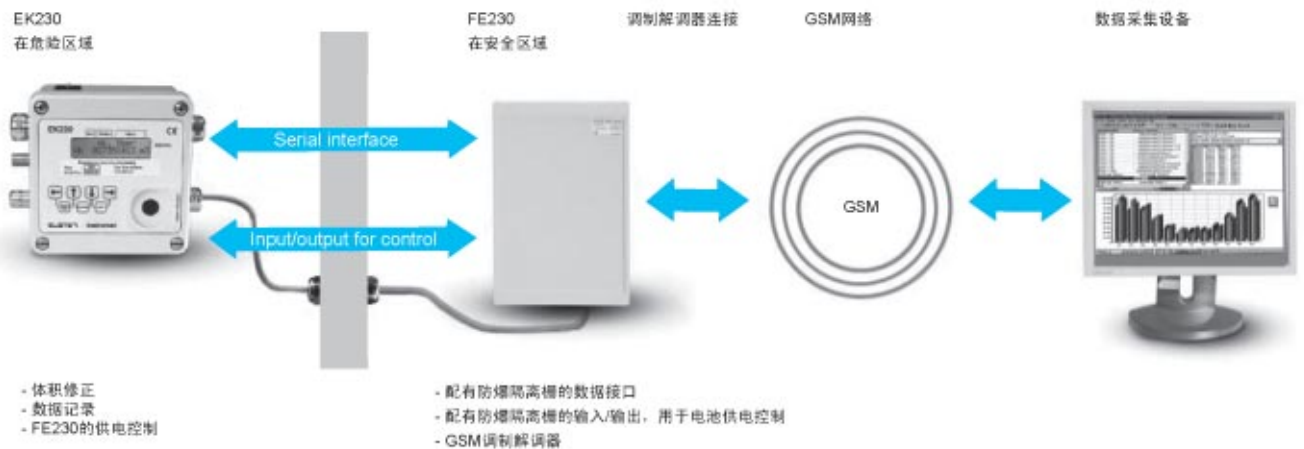 EK230
在危险区域
FE230
在安全区域
调制解调器连接
GSM网络
数据采集设备
EK230
CE
Serial interface
Input/output for control
GSM
elster
- 体积修正
- 数据记录
- FE230的供电控制
- 配有防爆隔离栅的数据接口
- 配有防爆隔离栅的输入/输出，用于电池供电控制
- GSM调制解调器